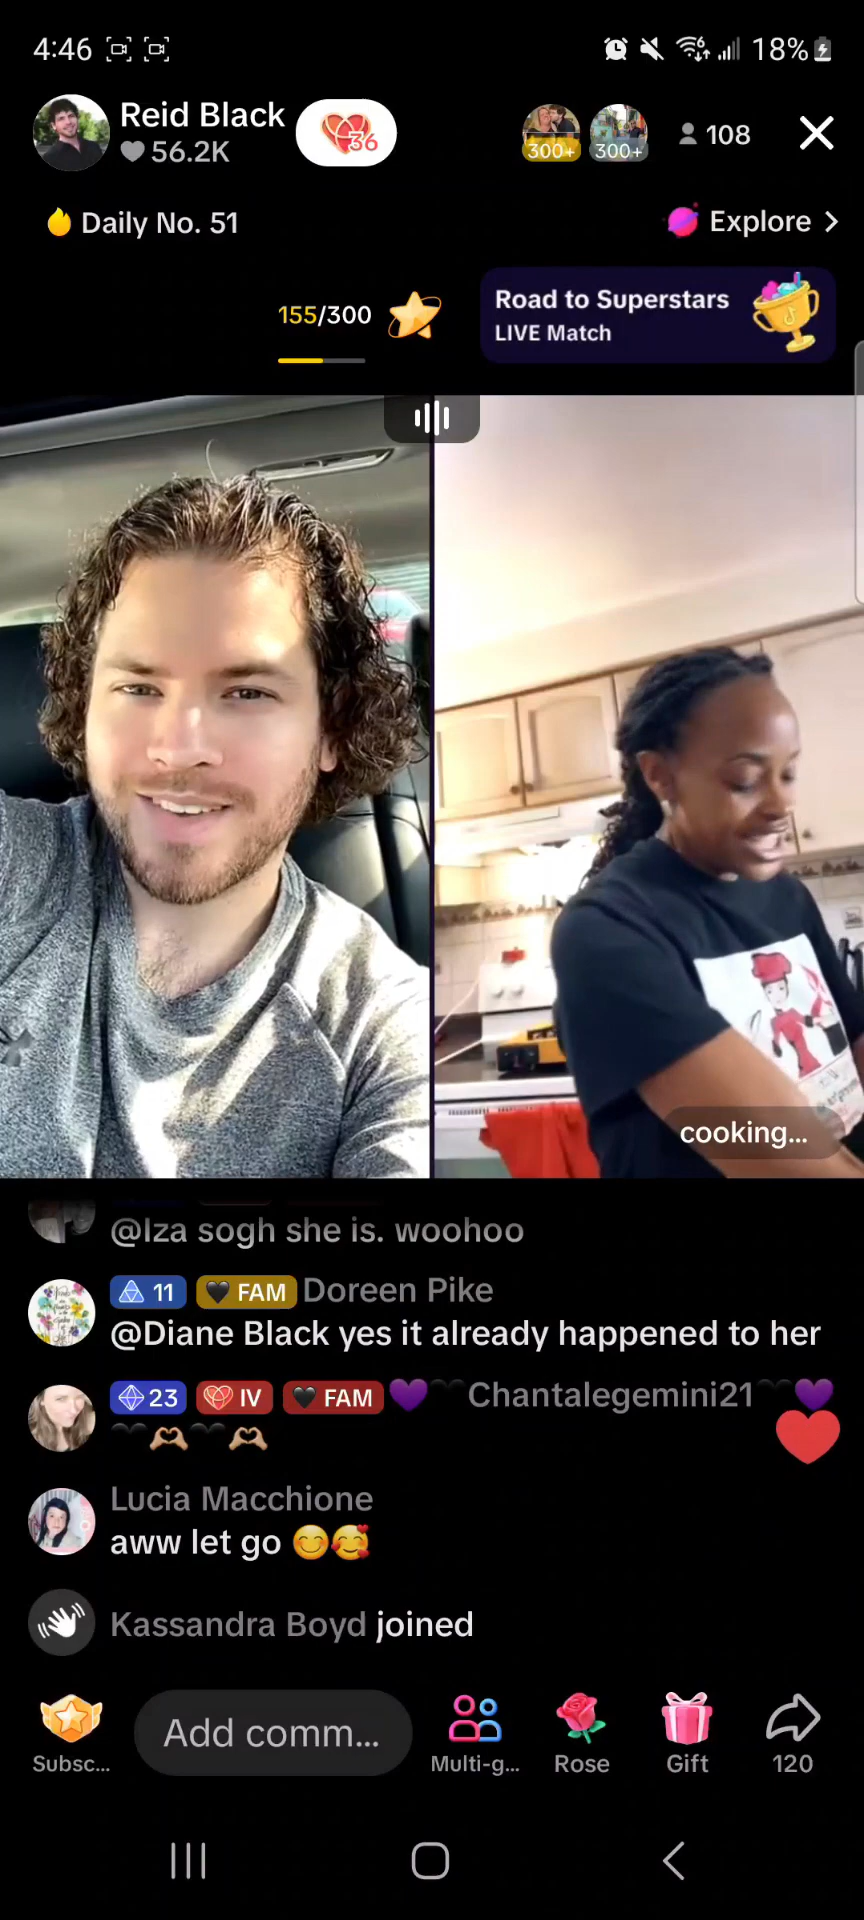 4:46
18%
Reid Black
56.2K
36
300+
300+
108
Daily No. 51
Explore
155/300
Road to Superstars
LIVE Match
cooking...
@Iza sogh she is. woohoo
11 FAM Doreen Pike
@Diane Black yes it already happened to her
23 IV FAM 💜🖤Chantalegemini21🖤💜
🖤🫶🏼🖤🫶🏼
Lucia Macchione
aww let go 😊🥰
Kassandra Boyd joined
Add comm...
Subsc...
Multi-g...
Rose
Gift
120